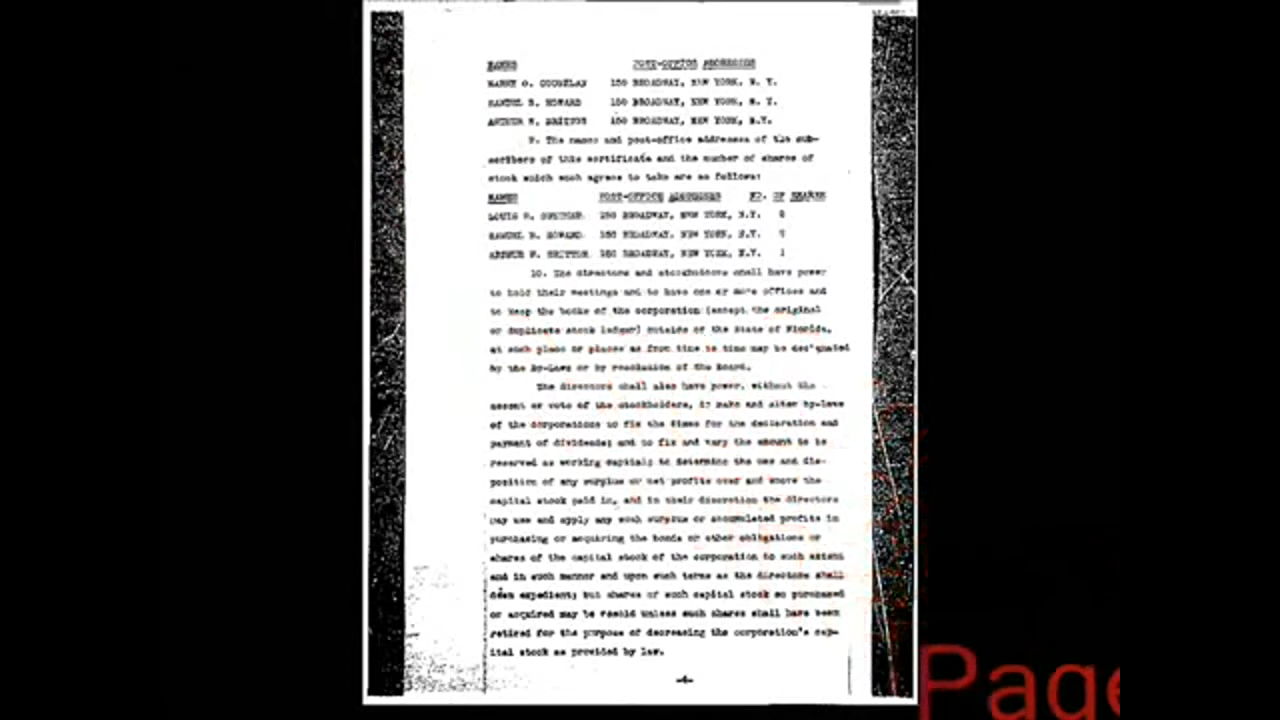 NAMES POST-OFFICE ADDRESSES
HARRY O. 150 BROADWAY, NEW YORK, N. Y.
SAMUEL B. HOWARD 150 BROADWAY, NEW YORK, N. Y.
ARTHUR W. BRITTON 150 BROADWAY, NEW YORK, N.Y.
9. The names and post-office addresses of the sub-
scribers of this certificate and the number of shares of
stock which each agrees to take are as follows:
NAMES POST-OFFICE ADDRESSES NO. OF SHARES
LOUIS 150 BROADWAY, NEW YORK, N.Y.
SAMUEL B. HOWARD 150 BROADWAY, NEW YORK, N.Y.
ARTHUR W. BRITTON 150 BROADWAY, NEW YORK, N.Y. 1
10. The directors and stockholders shall have power
to hold their meetings and to have one or more offices and
to keep the books of the corporation (except the original
or duplicate stock ledger) outside of the State of Florida,
at such place or places as from time to time may be designated
by the By-Laws or by resolution of the Board.
The directors shall also have power, without the
assent or vote of the stockholders, to make and alter by-laws
of the corporation; to fix the times for the declaration and
payment of dividends; and to fix and vary the amount to be
reserved as working capital; to determine the use and dis-
position of any surplus or net profits over and above the
capital stock paid in, and in their discretion the directors
may use and apply any such surplus or accumulated profits in
purchasing or acquiring the bonds or other obligations or
shares of the capital stock of the corporation to such extent
and in such manner and upon such terms as the directors shall
deem expedient; but shares of such capital stock so purchased
or acquired may be resold unless such shares shall have been
retired for the purpose of decreasing the corporation's cap-
ital stock as provided by law.
-4-
Page